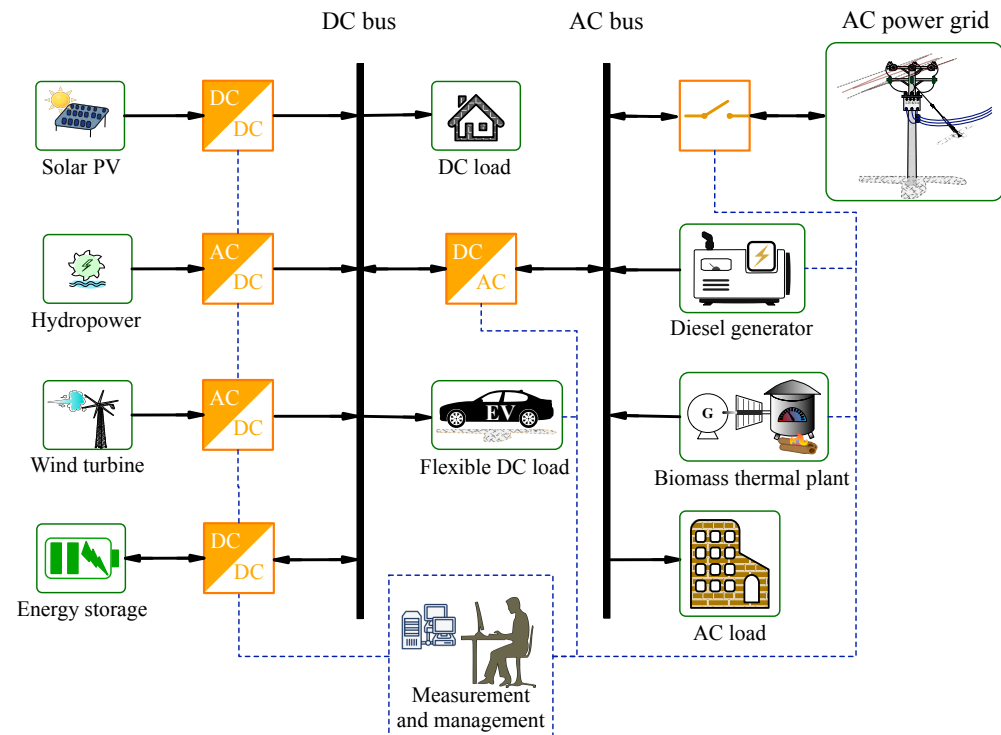 DC bus
AC bus
AC power grid
DC
DC
Solar PV
DC load
AC
DC
Hydropower
DC
AC
Diesel generator
AC
DC
Wind turbine
EV
Flexible DC load
G
Biomass thermal plant
DC
DC
Energy storage
AC load
Measurement
and management